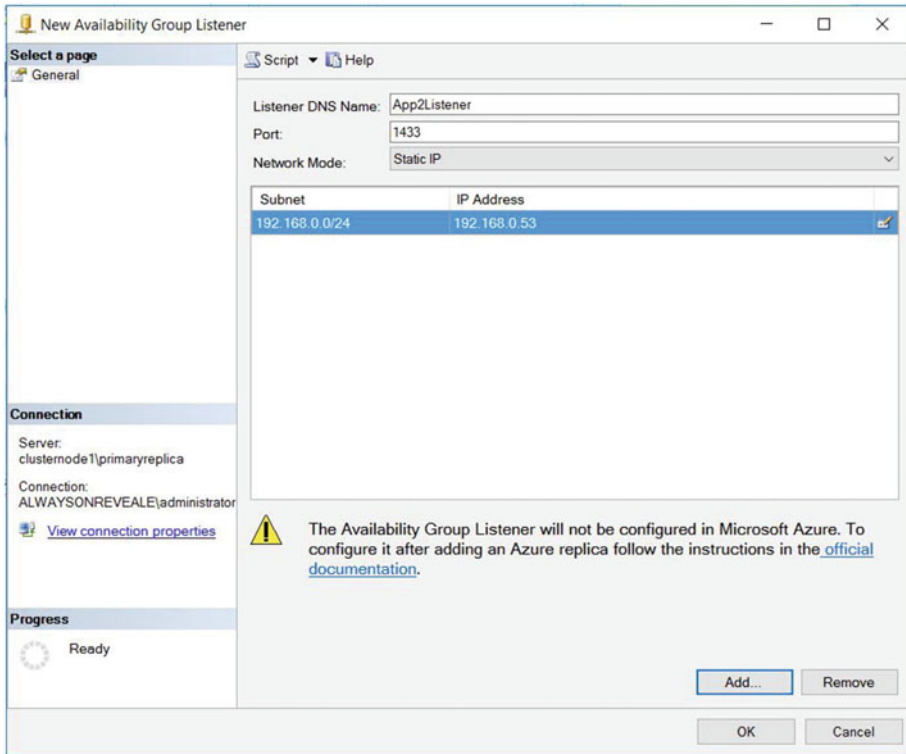 New Availability Group Listener
Select a page
General
Script
Help
Listener DNS Name: App2Listener
Port: 1433
Network Mode: Static IP
Subnet IP Address
192.168.0.0/24 192.168.0.53
Connection
Server:
clusternode1\primaryreplica
Connection:
ALWAYSONREVEALE\administrator
View connection properties
The Availability Group Listener will not be configured in Microsoft Azure. To
configure it after adding an Azure replica follow the instructions in the official
documentation.
Progress
Ready
Add...
Remove
OK
Cancel